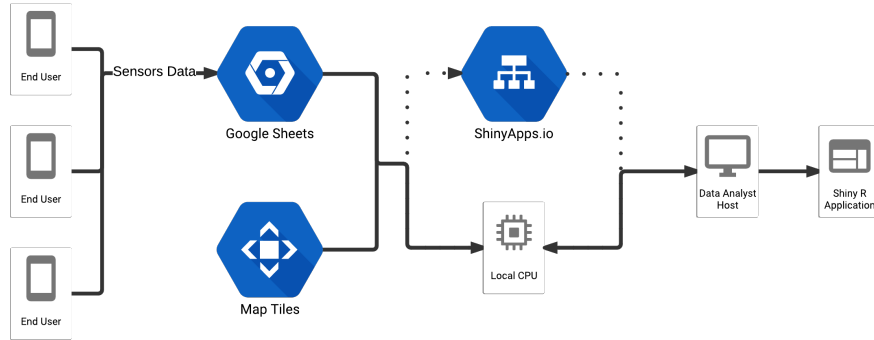 End User
End User
End User
Sensors Data
Google Sheets
Map Tiles
ShinyApps.io
Local CPU
Data Analyst
Host
Shiny R
Application